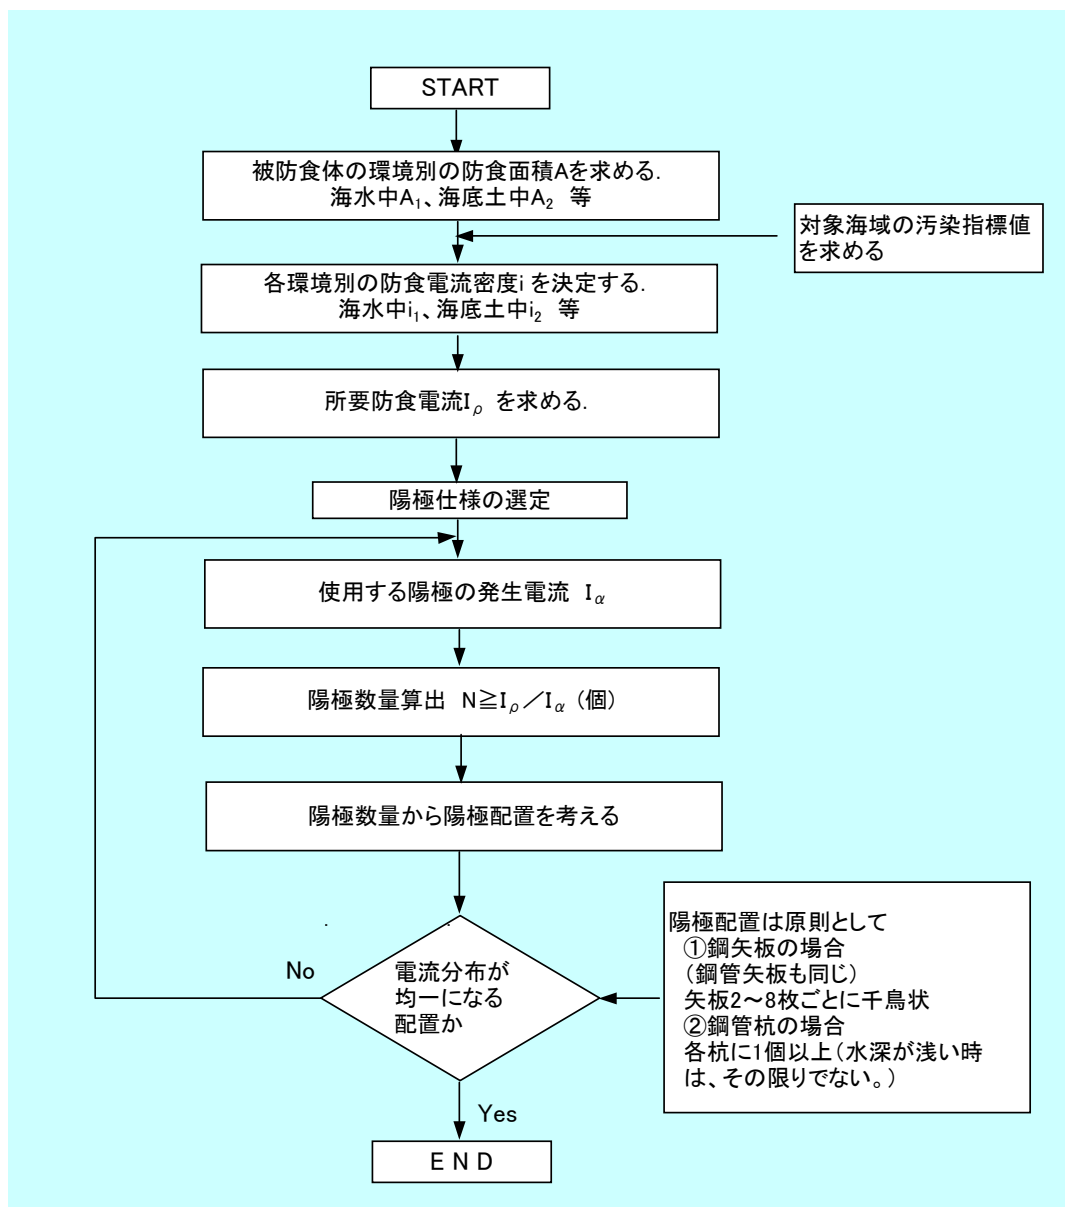 START
被防食体の環境別の防食面積Aを求める.
海水中A₁、海底土中A₂ 等
対象海域の汚染指標値
を求める
各環境別の防食電流密度i を決定する.
海水中i₁、海底土中i₂ 等
所要防食電流Iρ を求める.
陽極仕様の選定
使用する陽極の発生電流 Iα
陽極数量算出 N≧Iρ／Iα（個）
陽極数量から陽極配置を考える
電流分布が
均一になる
配置か
No
陽極配置は原則として
①鋼矢板の場合
（鋼管矢板も同じ）
矢板2～8枚ごとに千鳥状
②鋼管杭の場合
各杭に1個以上（水深が浅い時
は、その限りでない。）
Yes
ＥＮＤ